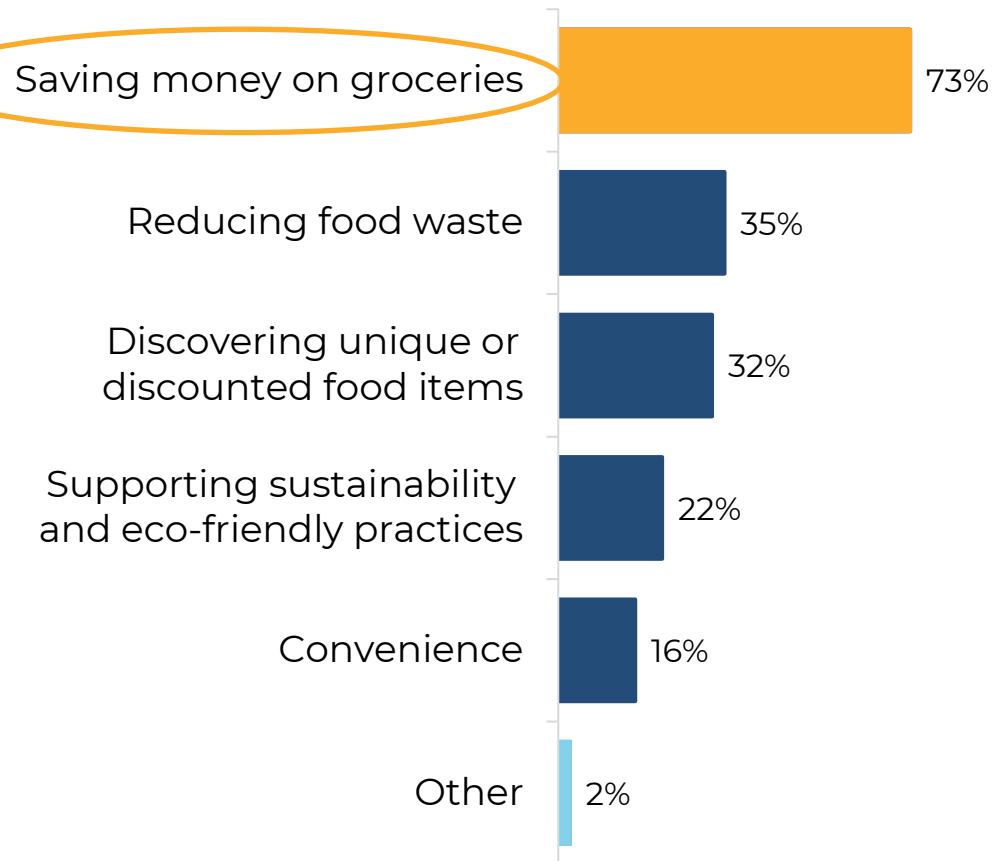 Saving money on groceries
73%
Reducing food waste
35%
Discovering unique or
discounted food items
32%
Supporting sustainability
and eco-friendly practices
22%
Convenience
16%
Other
2%